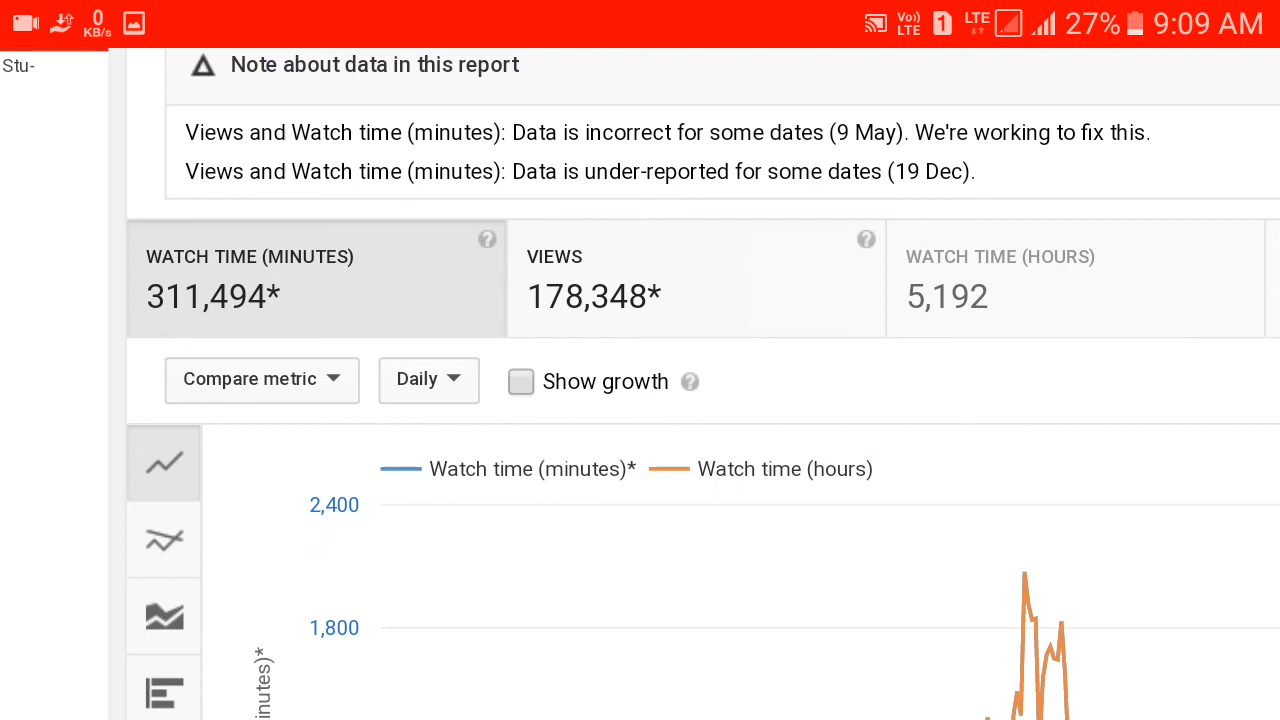 0 KB/s Vo)) LTE 1 LTE 27% 9:09 AM
Stu-
Note about data in this report
Views and Watch time (minutes): Data is incorrect for some dates (9 May). We're working to fix this.
Views and Watch time (minutes): Data is under-reported for some dates (19 Dec).
WATCH TIME (MINUTES) ? VIEWS ? WATCH TIME (HOURS)
311,494* 178,348* 5,192
Compare metric Daily Show growth ?
Watch time (minutes)* Watch time (hours)
2,400
1,800
inutes)*